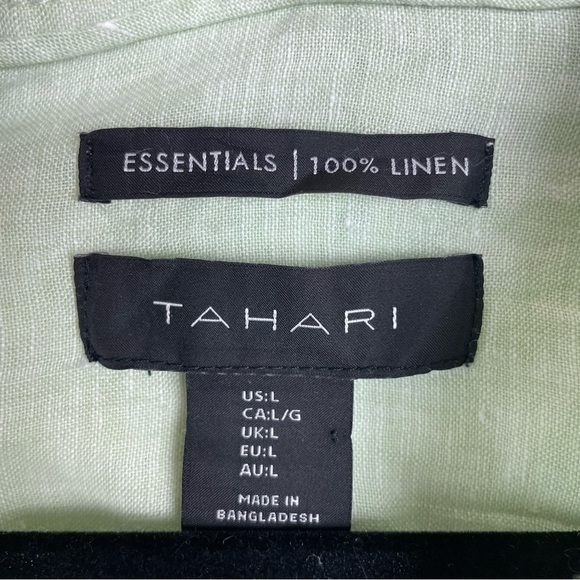 ESSENTIALS | 100% LINEN
TAHARI
US:L
CA:L/G
UK:L
EU:L
AU:L
MADE IN
BANGLADESH